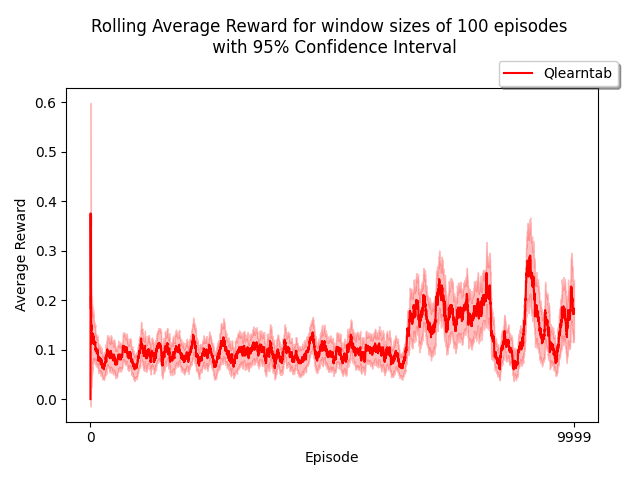 Rolling Average Reward for window sizes of 100 episodes
with 95% Confidence Interval
Qlearntab
0.6
0.5
0.4
0.3
0.2
0.1
0.0
Average Reward
0 9999
Episode